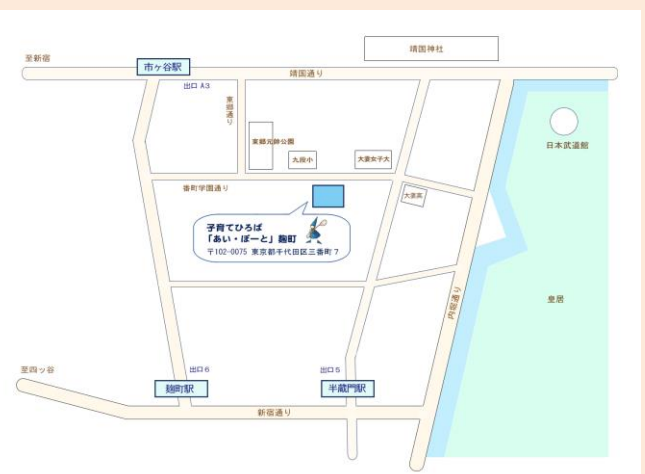 靖国神社
至新宿
市ヶ谷駅
靖国通り
出口 A3
東郷通り
東郷元帥公園
九段小
大妻女子大
日本武道館
番町学園通り
大妻高
子育てひろば
「あい・ぽーと」麹町
〒102-0075 東京都千代田区三番町7
内堀通り
皇居
至四ッ谷
出口6
出口5
麹町駅
半蔵門駅
新宿通り